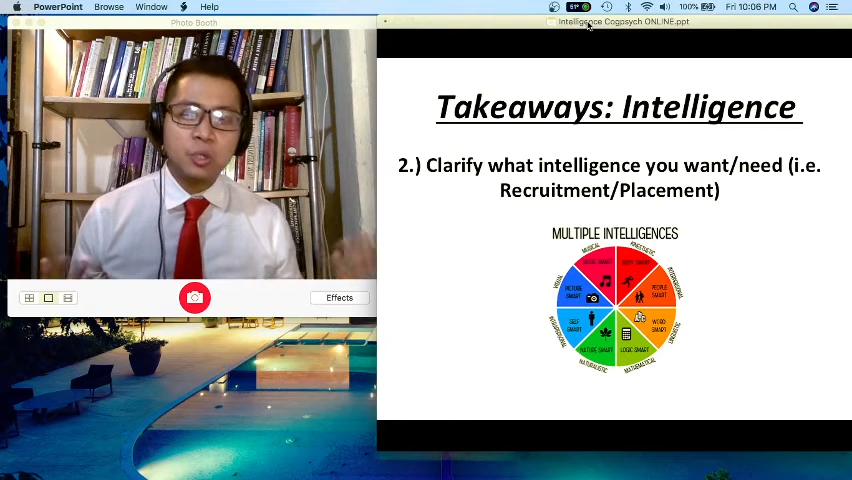 PowerPoint Browse Window Help
51° 100% Fri 10:06 PM
Photo Booth
Intelligence Cogpsych ONLINE.ppt
Effects
Takeaways: Intelligence
2.) Clarify what intelligence you want/need (i.e.
Recruitment/Placement)
MULTIPLE INTELLIGENCES
MUSICAL
KINESTHETIC
MUSIC SMART
BODY SMART
VISUAL
INTERPERSONAL
PICTURE
SMART
PEOPLE
SMART
SELF
SMART
WORD
SMART
INTRAPERSONAL
LINGUISTIC
NATURE SMART
LOGIC SMART
NATURALISTIC
MATHEMATICAL